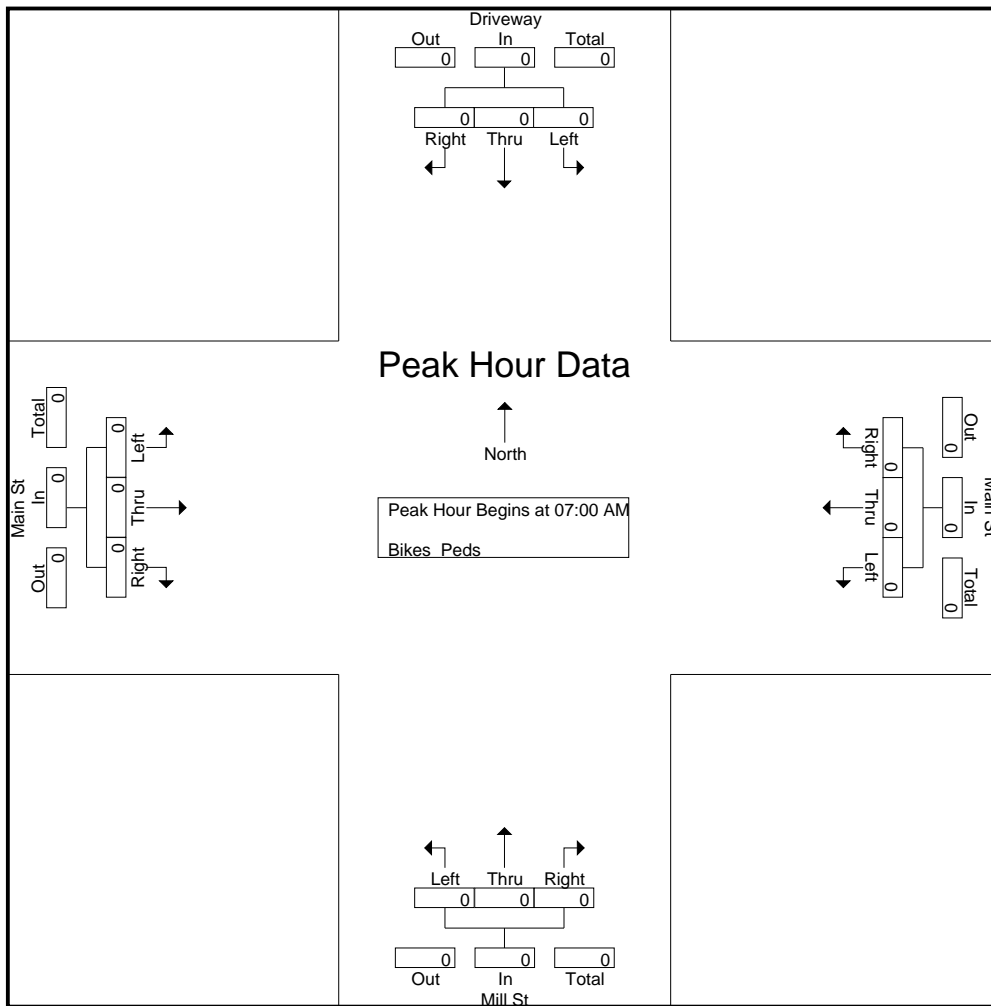 Driveway
Out In Total
0 0 0
0 0 0
Right Thru Left
Peak Hour Data
North
Peak Hour Begins at 07:00 AM
Bikes Peds
Main St
Total In Out
0 0 0
0 0 0
Left Thru Right
Right Thru Left
0 0 0
0 0 0
Out In Total
Main St
Left Thru Right
0 0 0
0 0 0
Out In Total
Mill St